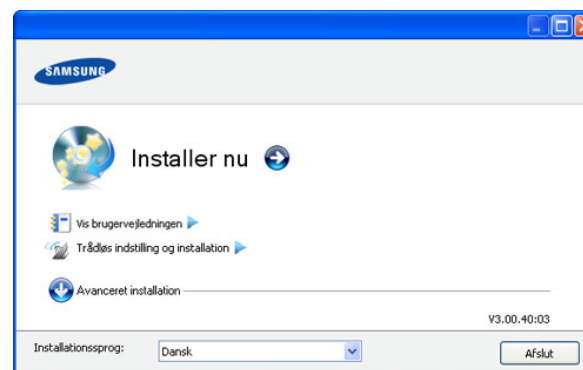 SAMSUNG
Installer nu
Vis brugervejledningen
Trådløs indstilling og installation
Avanceret installation
V3.00.40:03
Installationssprog: Dansk
Afslut